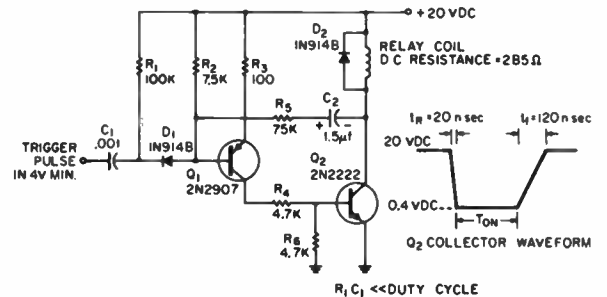 +20 VDC
D2
1N914B
RELAY COIL
DC RESISTANCE=285Ω
R1
100K
R2
7.5K
R3
100
R5
75K
C2
+
-
1.5µf
tR=20 n sec
tf=120 n sec
20 VDC
C1
.001
D1
1N914B
TRIGGER
PULSE
IN 4V MIN.
Q1
2N2907
Q2
2N2222
R4
4.7K
R6
4.7K
0.4 VDC
TON
Q2 COLLECTOR WAVEFORM
R1C1 <<DUTY CYCLE